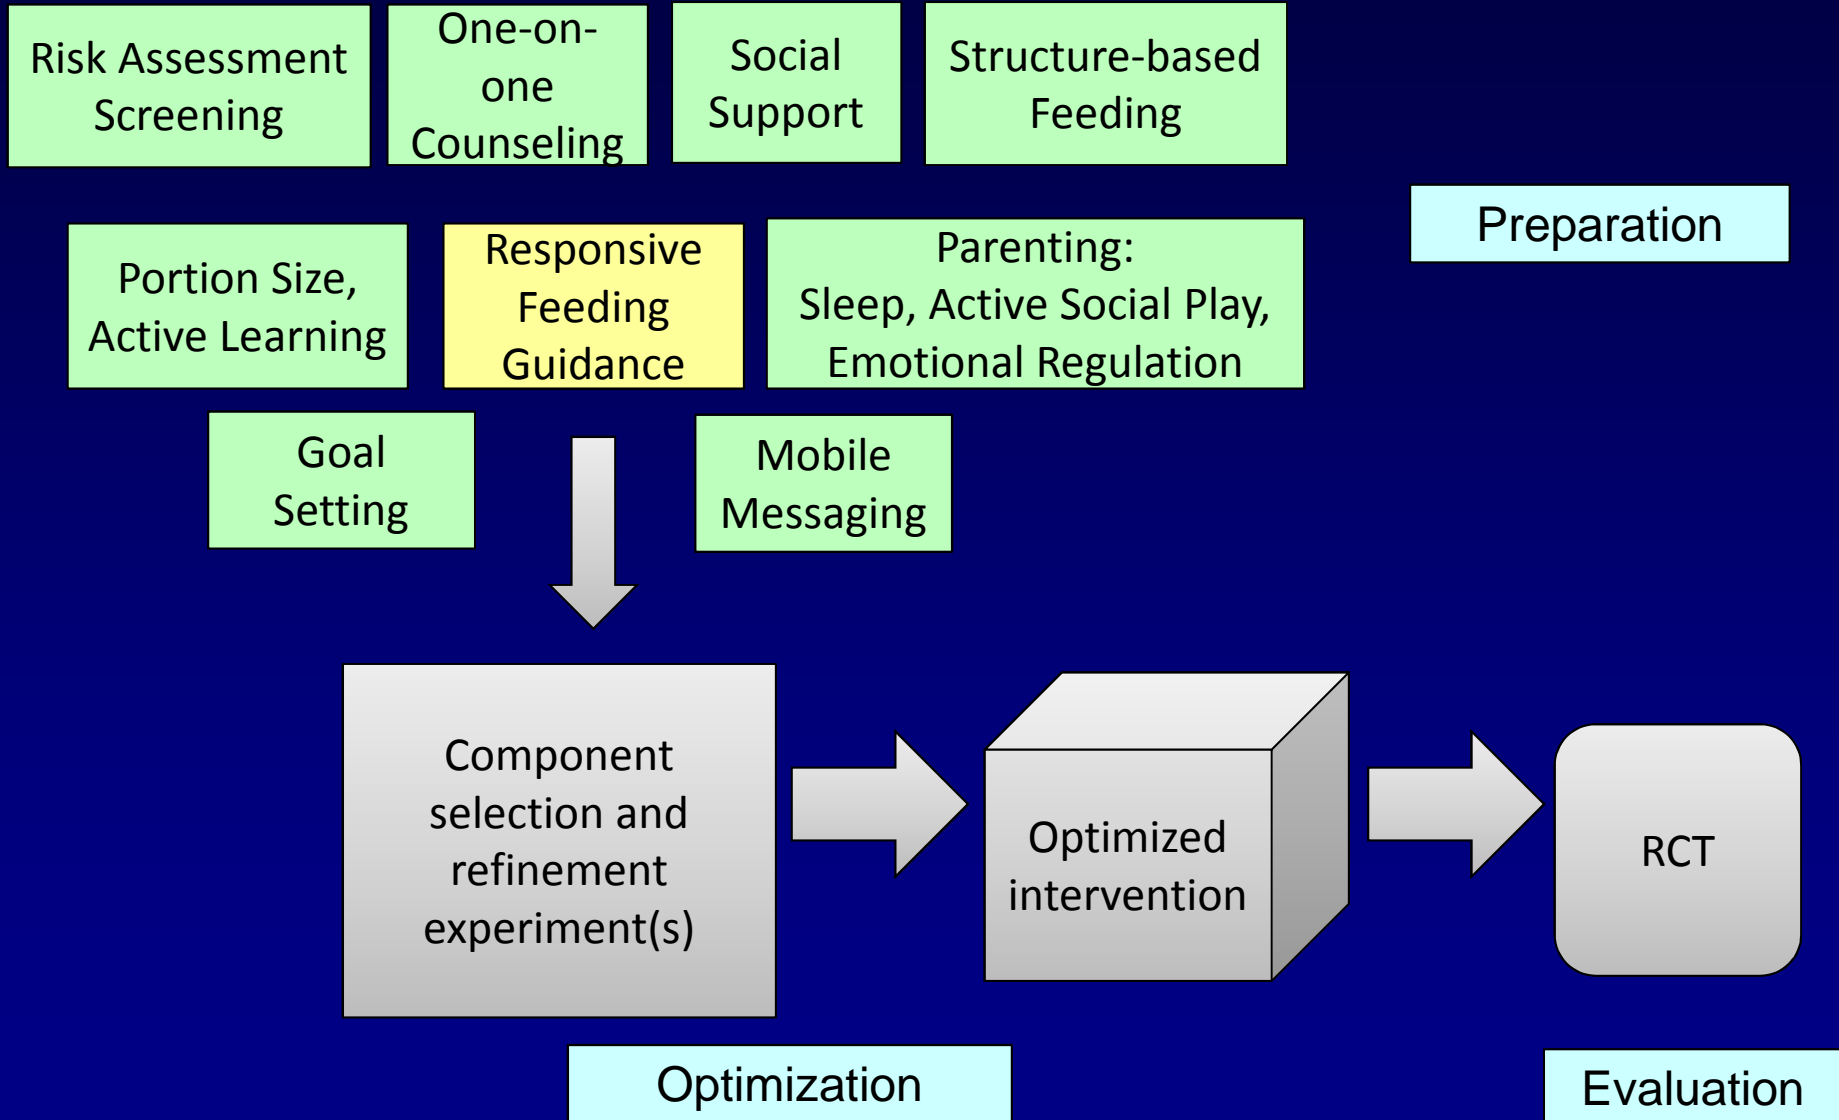 Risk Assessment
Screening
One-on-
one
Counseling
Social
Support
Structure-based
Feeding
Preparation
Portion Size,
Active Learning
Responsive
Feeding
Guidance
Parenting:
Sleep, Active Social Play,
Emotional Regulation
Goal
Setting
Mobile
Messaging
Component
selection and
refinement
experiment(s)
Optimized
intervention
RCT
Optimization
Evaluation